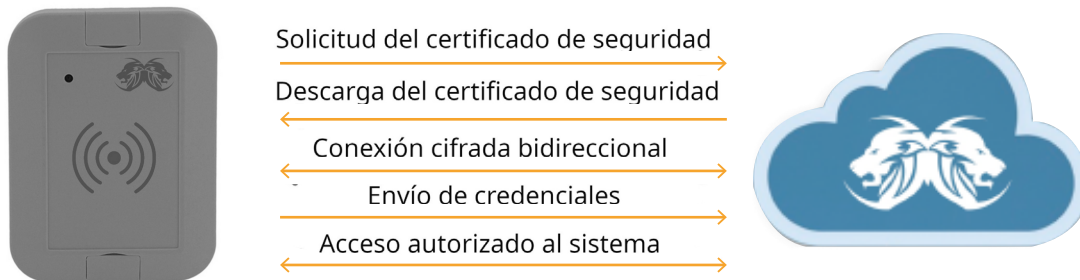 Solicitud del certificado de seguridad
Descarga del certificado de seguridad
Conexión cifrada bidireccional
Envío de credenciales
Acceso autorizado al sistema